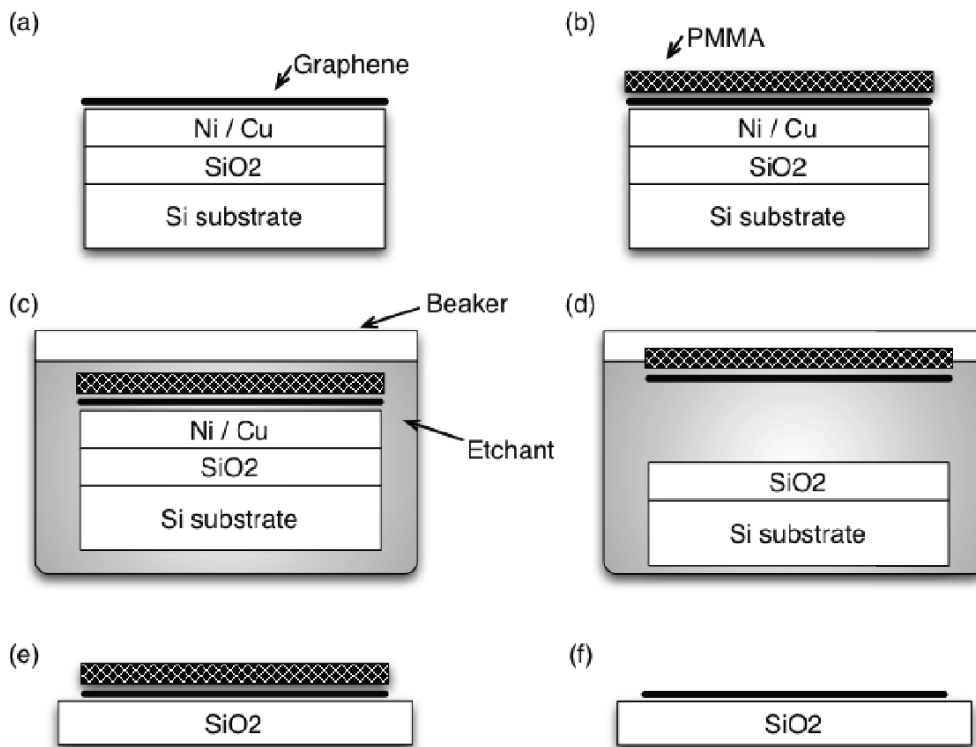 (a)
Graphene
Ni / Cu
SiO2
Si substrate
(b)
PMMA
Ni / Cu
SiO2
Si substrate
(c)
Beaker
Ni / Cu
SiO2
Si substrate
Etchant
(d)
SiO2
Si substrate
(e)
SiO2
(f)
SiO2